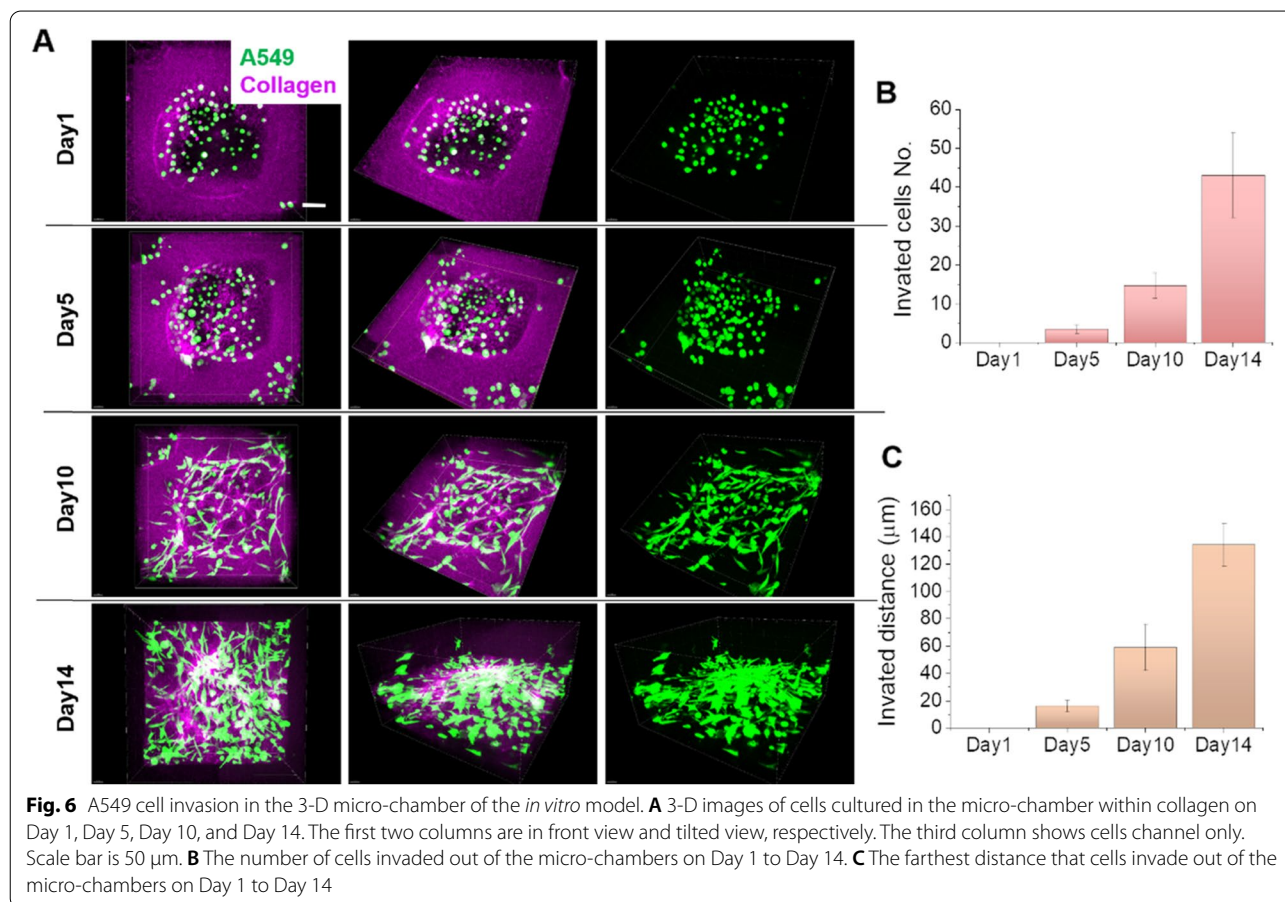 A
A549
Collagen
Day1
Day5
Day10
Day14
B
Invated cells No.
60
50
40
30
20
10
0
Day1 Day5 Day10 Day14
C
Invated distance (μm)
160
140
120
100
80
60
40
20
0
Day1 Day5 Day10 Day14
Fig. 6 A549 cell invasion in the 3-D micro-chamber of the in vitro model. A 3-D images of cells cultured in the micro-chamber within collagen on
Day 1, Day 5, Day 10, and Day 14. The first two columns are in front view and tilted view, respectively. The third column shows cells channel only.
Scale bar is 50 μm. B The number of cells invaded out of the micro-chambers on Day 1 to Day 14. C The farthest distance that cells invade out of the
micro-chambers on Day 1 to Day 14